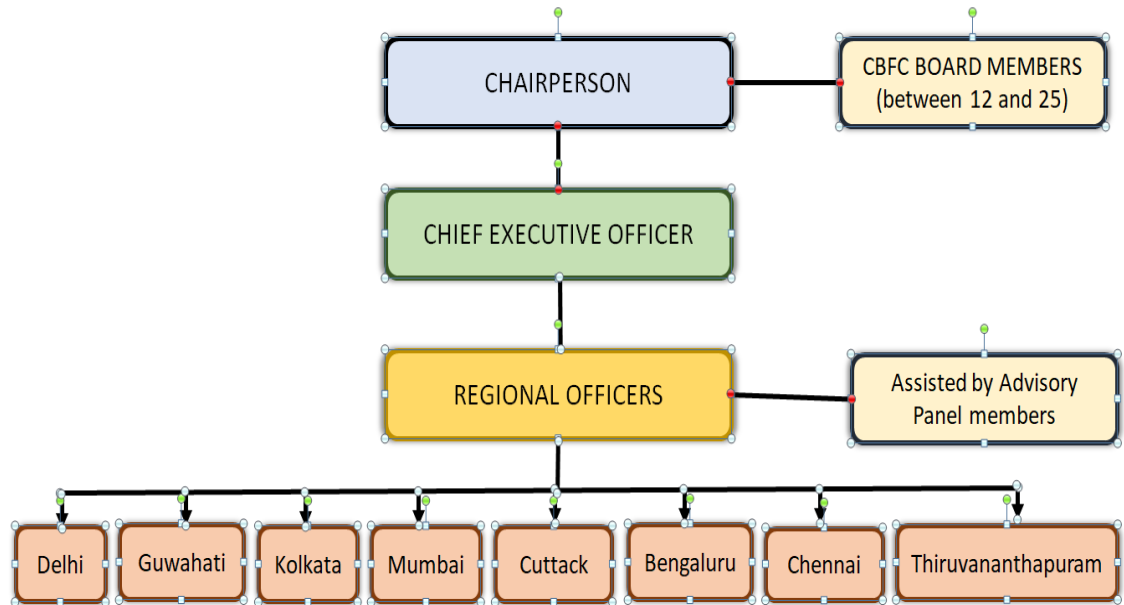 CHAIRPERSON
CBFC BOARD MEMBERS
(between 12 and 25)
CHIEF EXECUTIVE OFFICER
REGIONAL OFFICERS
Assisted by Advisory
Panel members
Delhi
Guwahati
Kolkata
Mumbai
Cuttack
Bengaluru
Chennai
Thiruvananthapuram